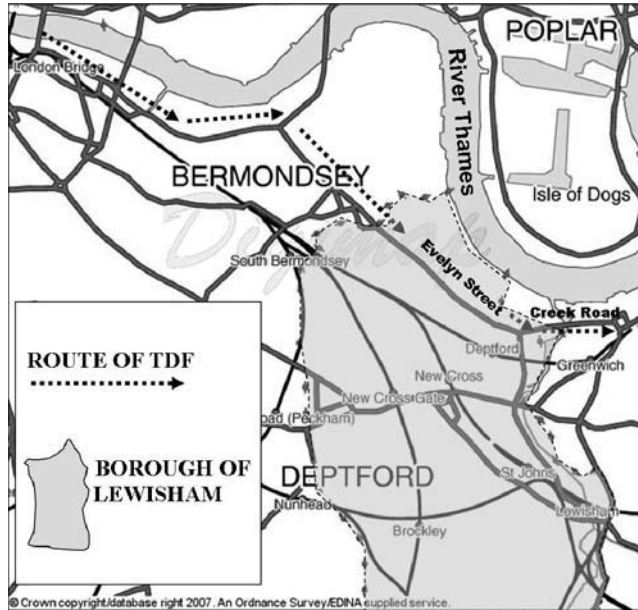 POPLAR
London Bridge
River Thames
BERMONDSEY
Isle of Dogs
Digimap
South Bermondsey
Evelyn Street
Creek Road
Deptford
Greenwich
ROUTE OF TDF
New Cross
New Cross Gate
oad (Peckham)
BOROUGH OF
LEWISHAM
DEPTFORD
St Johns
Nunhead
Lewisham
Brockley
© Crown copyright/database right 2007. An Ordnance Survey/EDINA supplied service.